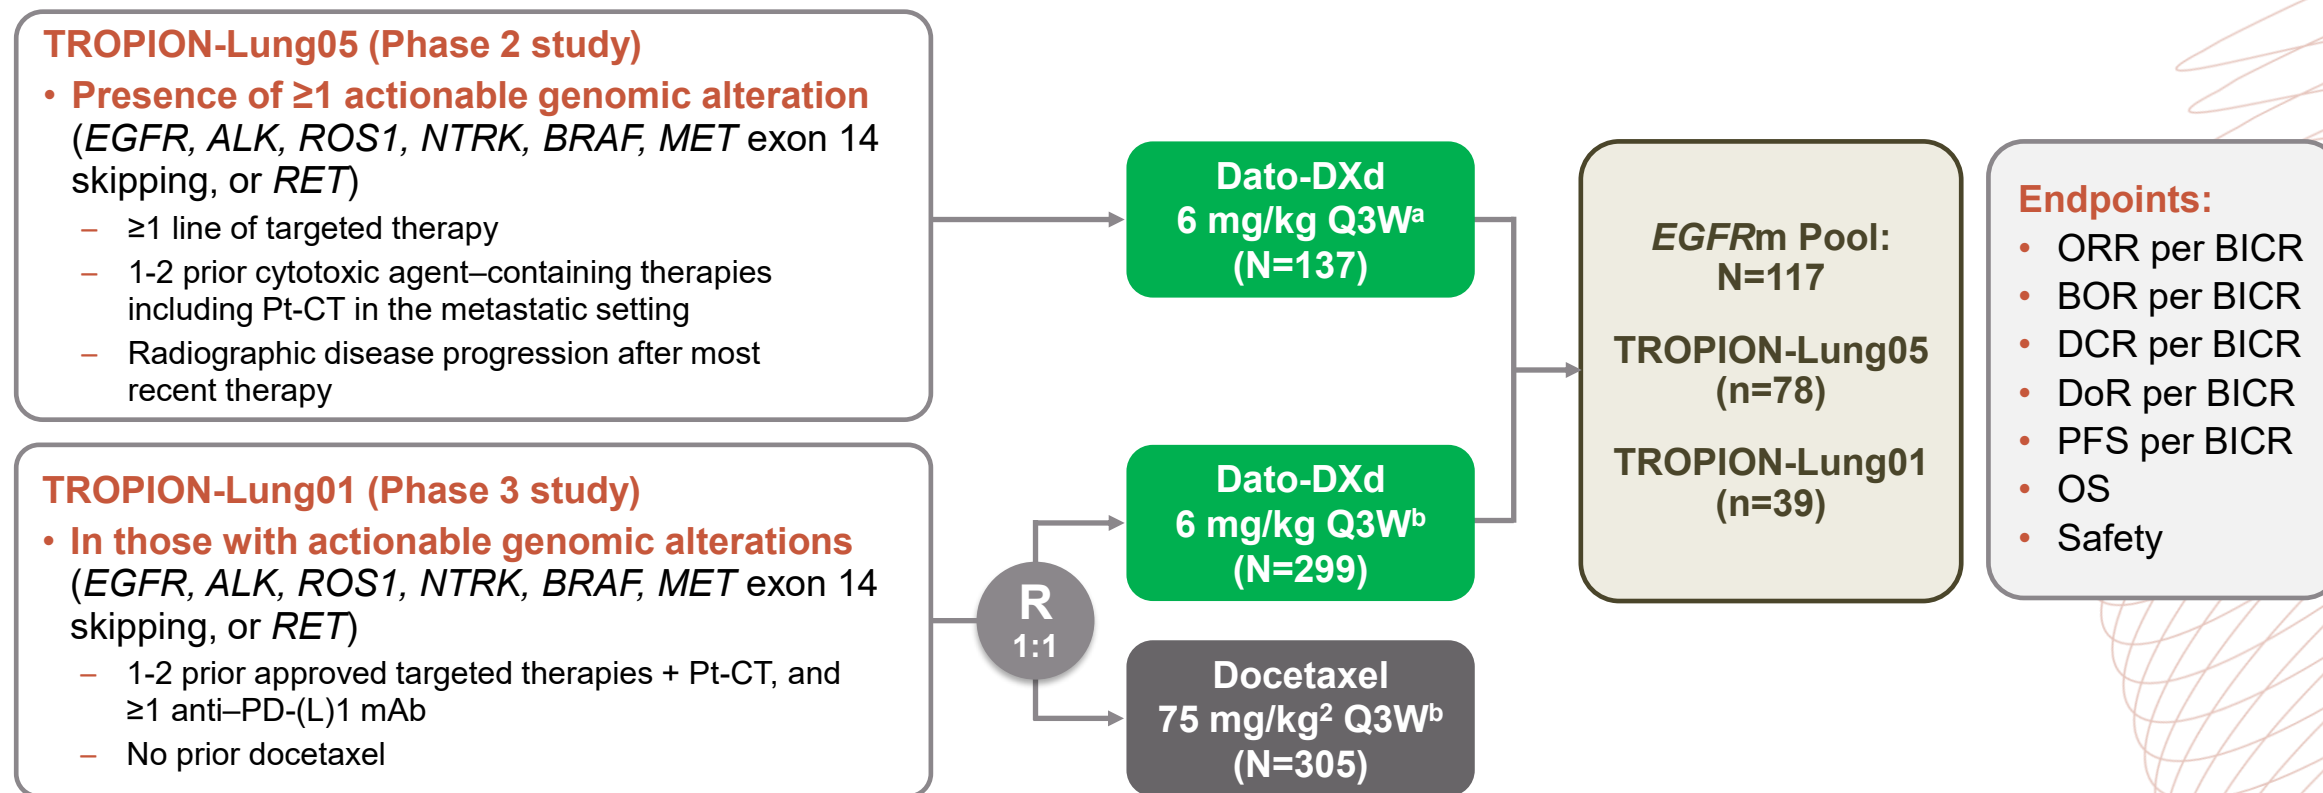 TROPION-Lung05 (Phase 2 study)
• Presence of ≥1 actionable genomic alteration
(EGFR, ALK, ROS1, NTRK, BRAF, MET exon 14
skipping, or RET)
– ≥1 line of targeted therapy
– 1-2 prior cytotoxic agent–containing therapies
including Pt-CT in the metastatic setting
– Radiographic disease progression after most
recent therapy
TROPION-Lung01 (Phase 3 study)
• In those with actionable genomic alterations
(EGFR, ALK, ROS1, NTRK, BRAF, MET exon 14
skipping, or RET)
– 1-2 prior approved targeted therapies + Pt-CT, and
≥1 anti–PD-(L)1 mAb
– No prior docetaxel
R
1:1
Dato-DXd
6 mg/kg Q3Wᵃ
(N=137)
Dato-DXd
6 mg/kg Q3Wᵇ
(N=299)
Docetaxel
75 mg/kg² Q3Wᵇ
(N=305)
EGFRm Pool:
N=117
TROPION-Lung05
(n=78)
TROPION-Lung01
(n=39)
Endpoints:
• ORR per BICR
• BOR per BICR
• DCR per BICR
• DoR per BICR
• PFS per BICR
• OS
• Safety